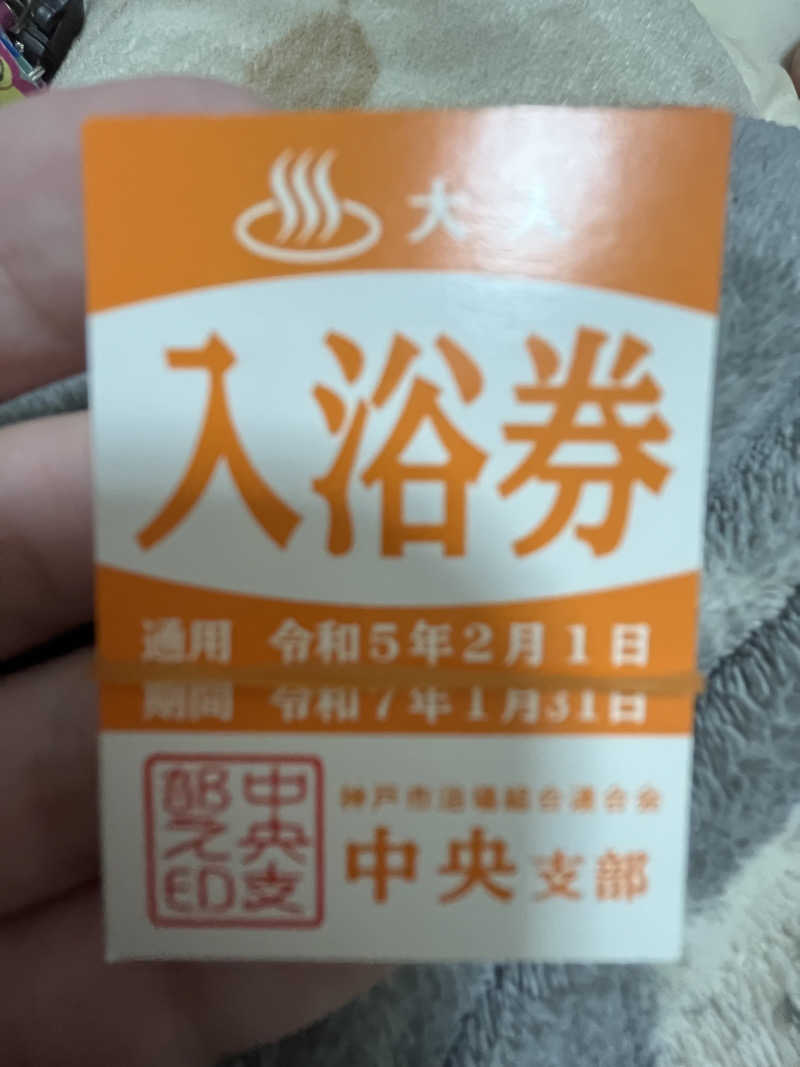 大人
入浴券
通用 令和5年2月1日
期間 令和7年1月31日
神戸市浴場組合連合会
中央支部
中央支
部之印